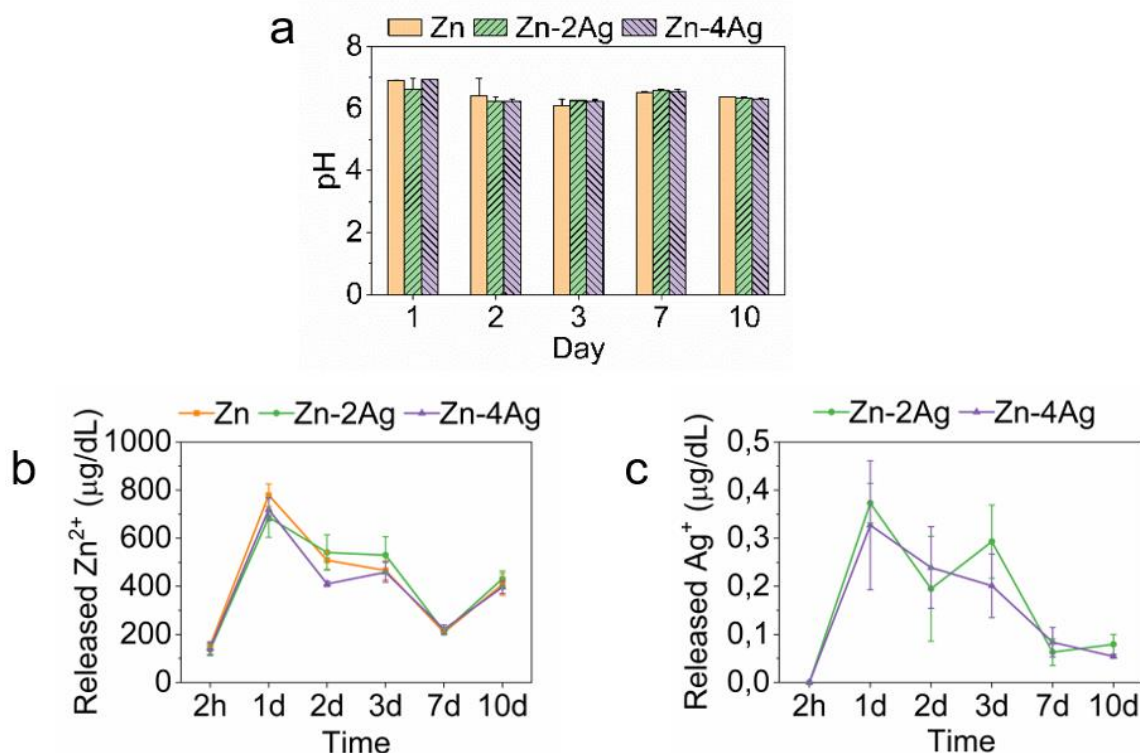 a
Zn Zn-2Ag Zn-4Ag
8
6
4
2
0
pH
1 2 3 7 10
Day
b
Zn Zn-2Ag Zn-4Ag
Released Zn²⁺ (μg/dL)
1000
800
600
400
200
0
2h 1d 2d 3d 7d 10d
Time
c
Zn-2Ag Zn-4Ag
Released Ag⁺ (μg/dL)
0,5
0,4
0,3
0,2
0,1
0,0
2h 1d 2d 3d 7d 10d
Time